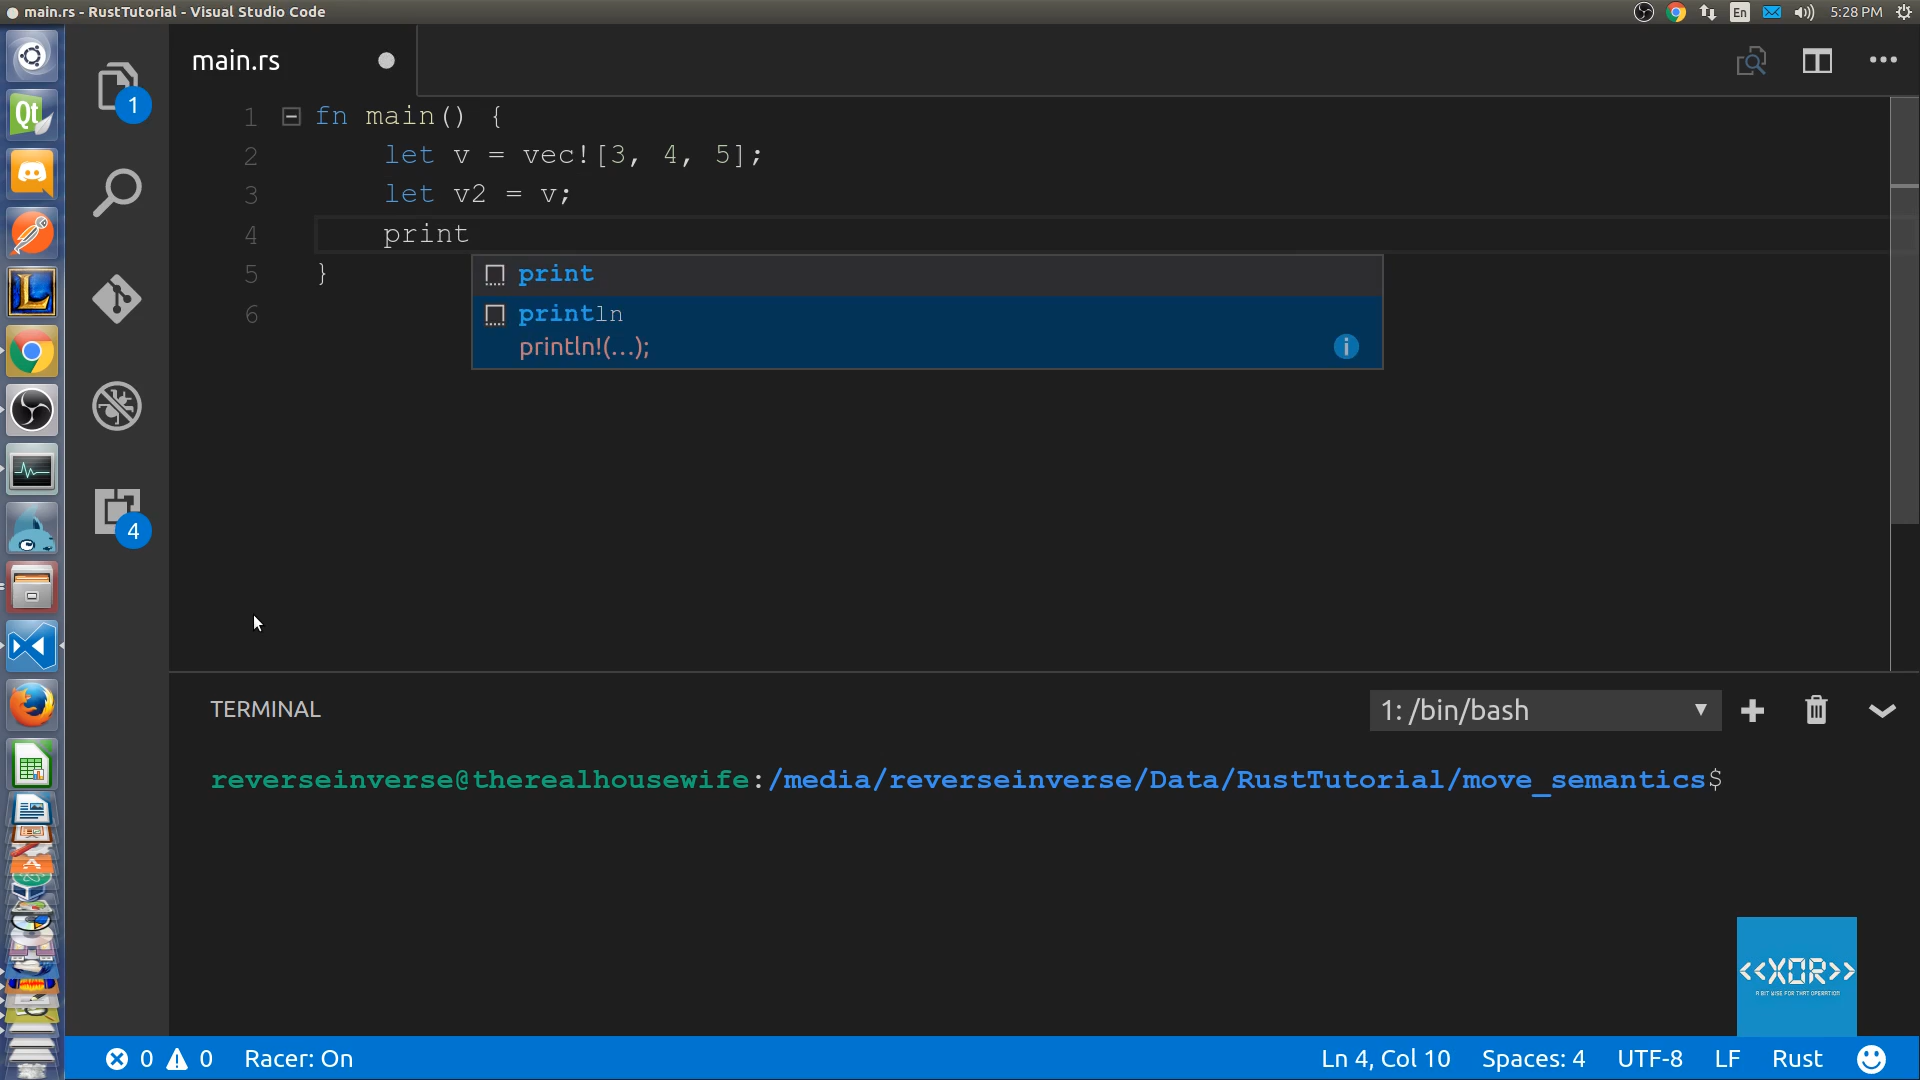 main.rs - RustTutorial - Visual Studio Code
En
5:28 PM
main.rs
1
1 fn main() {
2 let v = vec![3, 4, 5];
3 let v2 = v;
4 print
5 }
6
print
println
println!(...);
i
4
Qt
L
TERMINAL
1: /bin/bash
reverseinverse@therealhousewife:/media/reverseinverse/Data/RustTutorial/move_semantics$
<<XOR>>
A BIT WISE FOR THAT OPERATION
0 0 Racer: On
Ln 4, Col 10 Spaces: 4 UTF-8 LF Rust